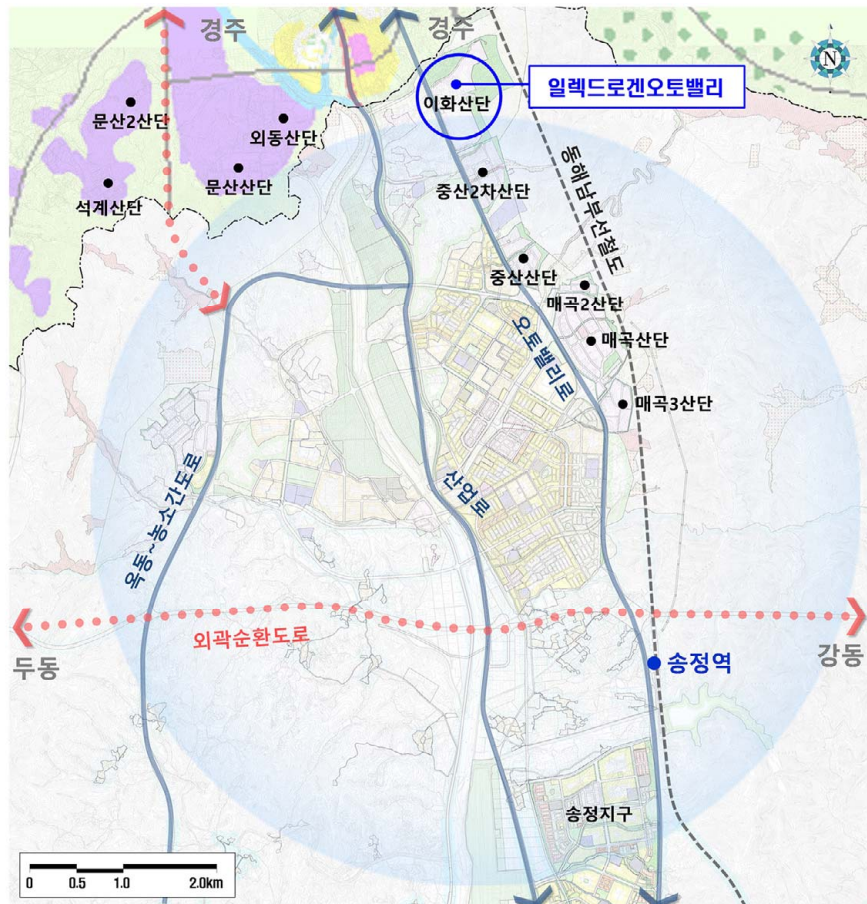 경주
경주
N
일렉드로겐오토밸리
이화산단
문산2산단
외동산단
문산산단
석계산단
중산2차산단
동해남부선철도
중산산단
매곡2산단
오토밸리로
매곡산단
매곡3산단
산업로
옥동~농소간도로
외곽순환도로
두동
강동
송정역
송정지구
0 0.5 1.0 2.0km